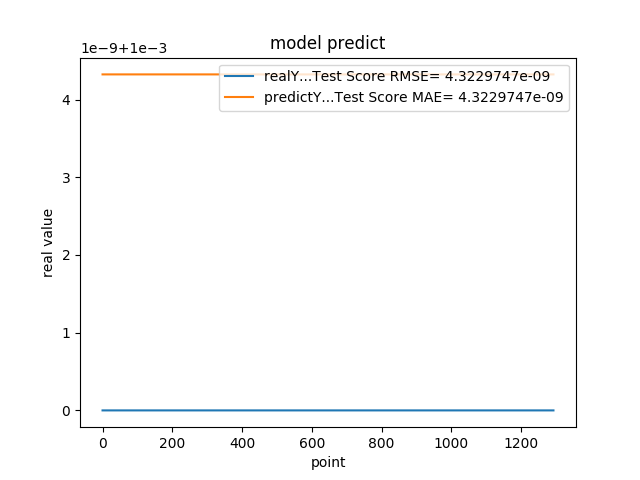 model predict
1e−9+1e−3
realY...Test Score RMSE= 4.3229747e-09
predictY...Test Score MAE= 4.3229747e-09
4
3
2
1
0
real value
0 200 400 600 800 1000 1200
point